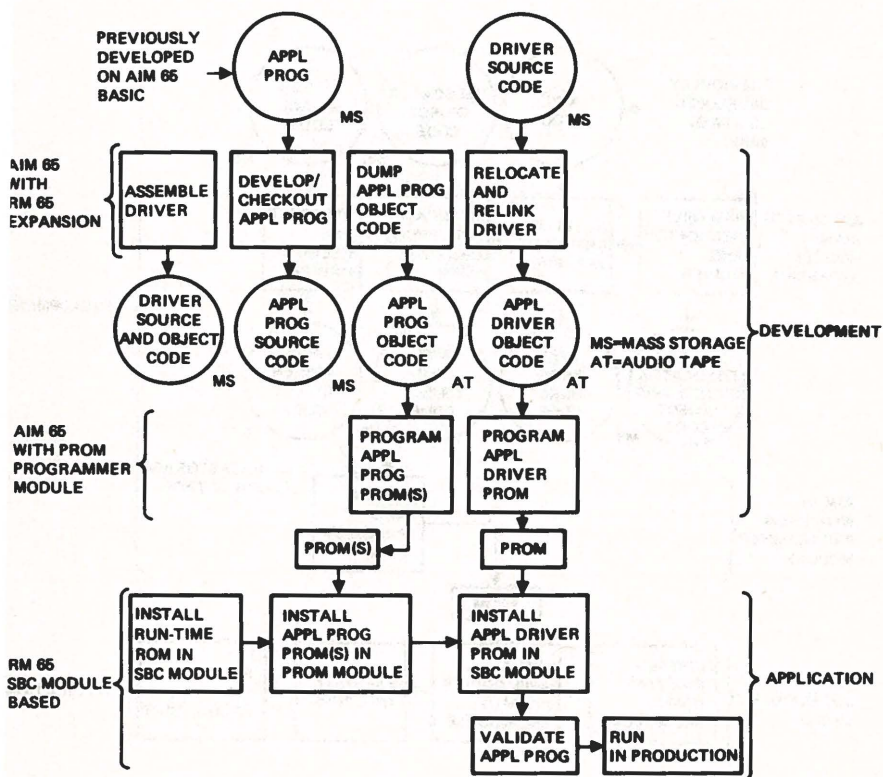 PREVIOUSLY
DEVELOPED
ON AIM 65
BASIC
APPL
PROG
MS
DRIVER
SOURCE
CODE
MS
AIM 65
WITH
RM 65
EXPANSION
ASSEMBLE
DRIVER
DEVELOP/
CHECKOUT
APPL PROG
DUMP
APPL PROG
OBJECT
CODE
RELOCATE
AND
RELINK
DRIVER
DRIVER
SOURCE
AND OBJECT
CODE
MS
APPL
PROG
SOURCE
CODE
MS
APPL
PROG
OBJECT
CODE
AT
APPL
DRIVER
OBJECT
CODE
AT
MS=MASS STORAGE
AT=AUDIO TAPE
DEVELOPMENT
AIM 65
WITH PROM
PROGRAMMER
MODULE
PROGRAM
APPL
PROG
PROM(S)
PROGRAM
APPL
DRIVER
PROM
PROM(S)
PROM
RM 65
SBC MODULE
BASED
INSTALL
RUN-TIME
ROM IN
SBC MODULE
INSTALL
APPL PROG
PROM(S) IN
PROM MODULE
INSTALL
APPL DRIVER
PROM IN
SBC MODULE
APPLICATION
VALIDATE
APPL PROG
RUN
IN PRODUCTION